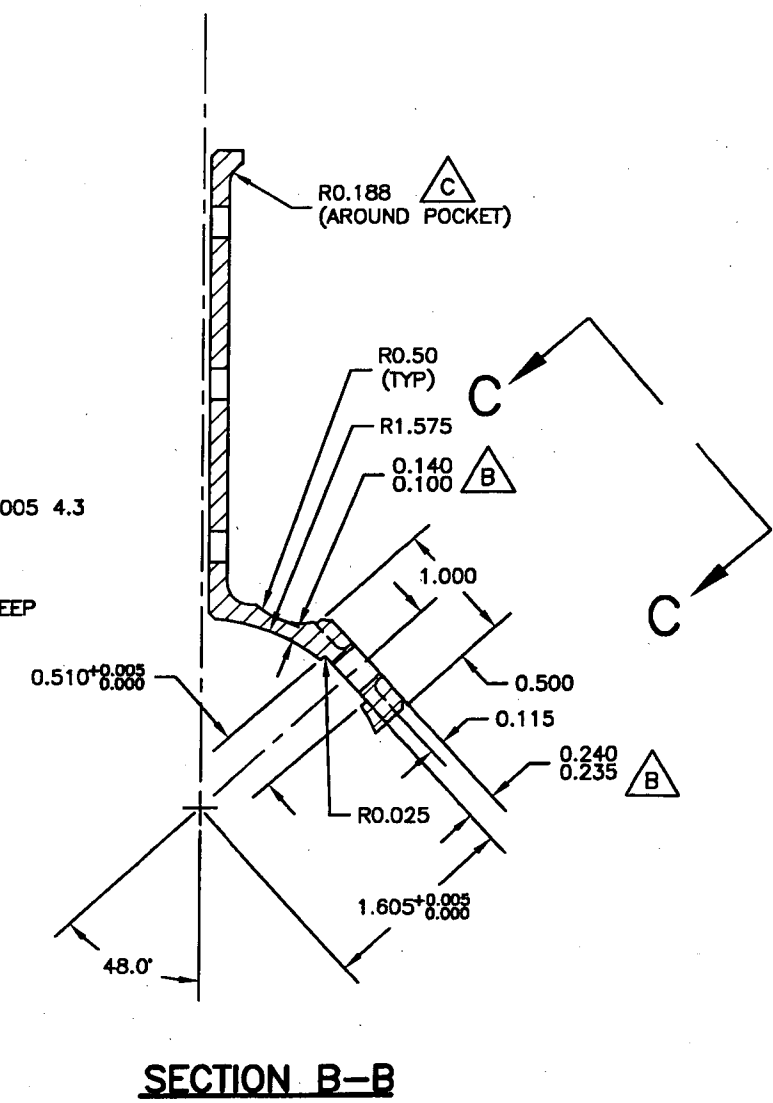 R0.188
(AROUND POCKET)
C
R0.50
(TYP)
C
R1.575
0.140
0.100
B
005 4.3
1.000
EEP
C
0.510+0.005
0.000
0.500
0.115
0.240
0.235
B
R0.025
1.605+0.005
0.000
48.0°
SECTION B-B